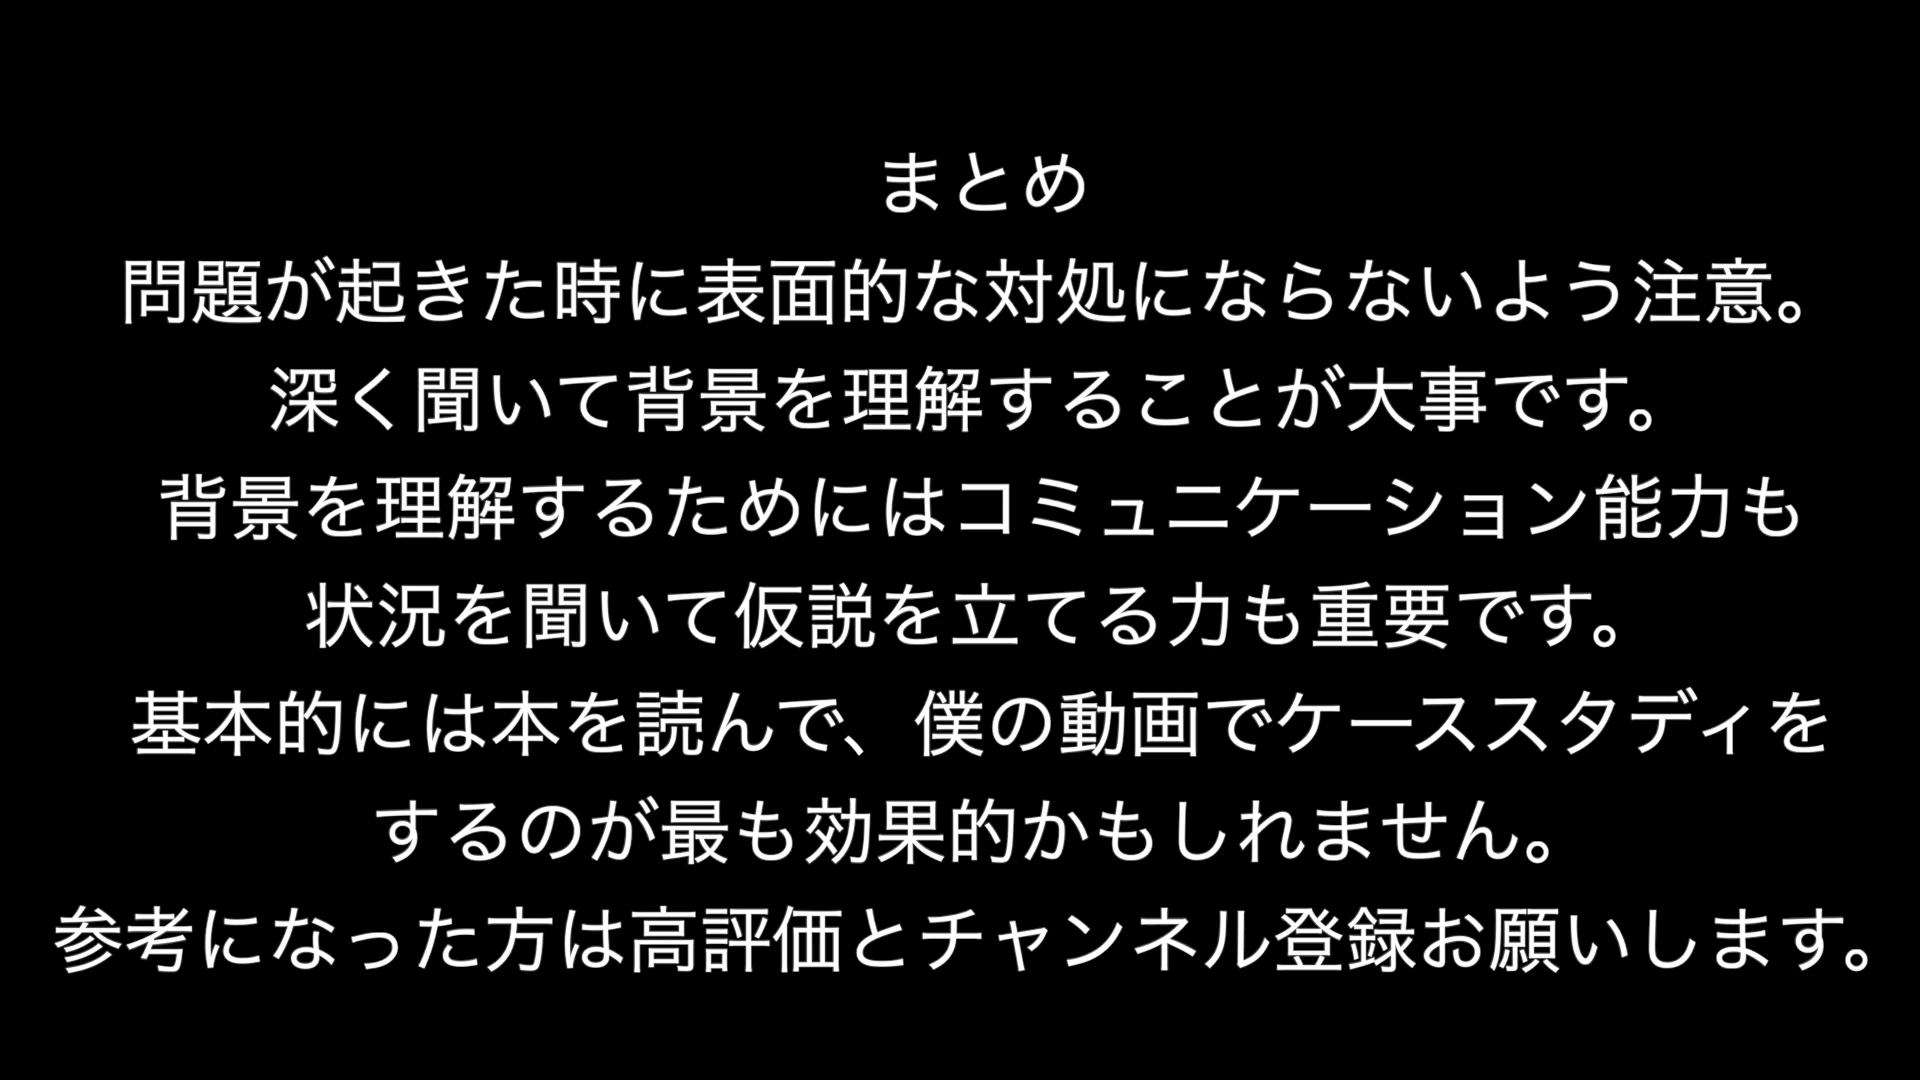 まとめ
問題が起きた時に表面的な対処にならないよう注意。
深く聞いて背景を理解することが大事です。
背景を理解するためにはコミュニケーション能力も
状況を聞いて仮説を立てる力も重要です。
基本的には本を読んで、僕の動画でケーススタディを
するのが最も効果的かもしれません。
参考になった方は高評価とチャンネル登録お願いします。